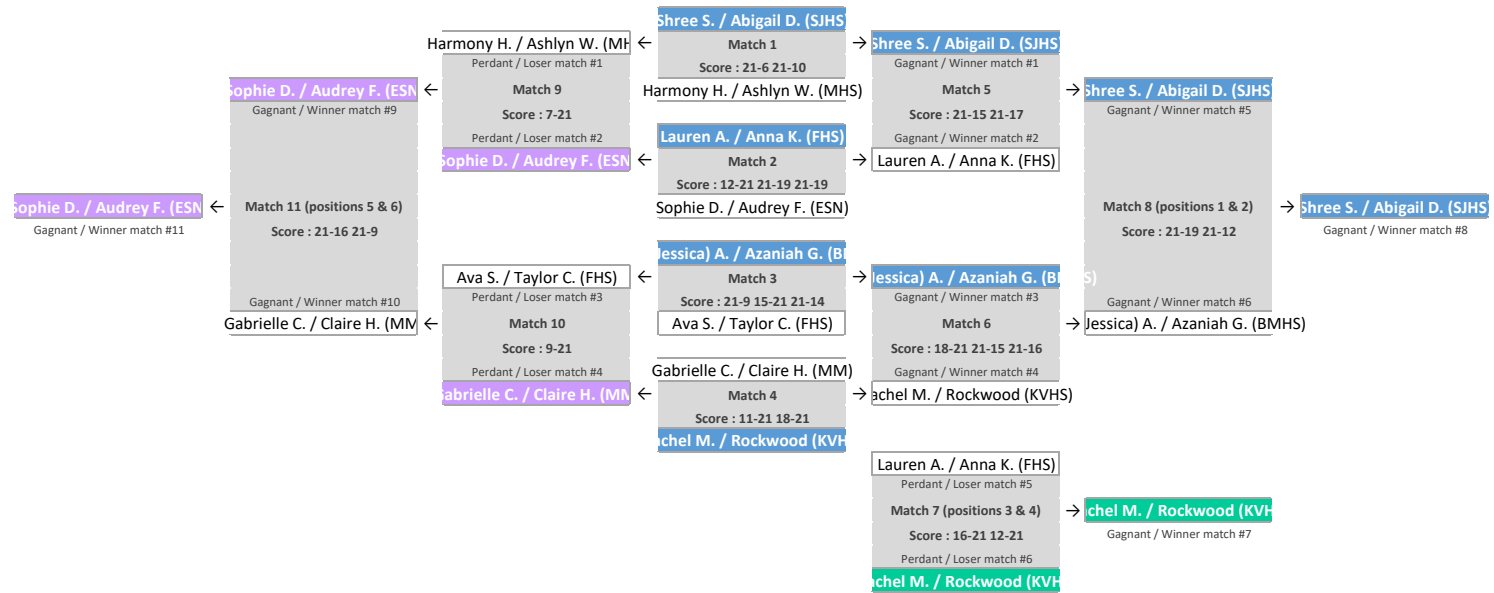 Shree S. / Abigail D. (SJHS)
Harmony H. / Ashlyn W. (MH
←
Match 1
→
Shree S. / Abigail D. (SJHS)
Perdant / Loser match #1
Score : 21-6 21-10
Gagnant / Winner match #1
Sophie D. / Audrey F. (ESN
←
Match 9
Harmony H. / Ashlyn W. (MHS)
Match 5
→
Shree S. / Abigail D. (SJHS
Gagnant / Winner match #9
Score : 7-21
Score : 21-15 21-17
Gagnant / Winner match #5
Perdant / Loser match #2
Lauren A. / Anna K. (FHS)
Gagnant / Winner match #2
Sophie D. / Audrey F. (ESN
←
Match 2
→
Lauren A. / Anna K. (FHS)
Score : 12-21 21-19 21-19
Sophie D. / Audrey F. (ESN
←
Match 11 (positions 5 & 6)
Sophie D. / Audrey F. (ESN)
Match 8 (positions 1 & 2)
→
Shree S. / Abigail D. (SJHS)
Gagnant / Winner match #11
Score : 21-16 21-9
Score : 21-19 21-12
Gagnant / Winner match #8
Jessica) A. / Azaniah G. (BM
Ava S. / Taylor C. (FHS)
←
Match 3
→
Jessica) A. / Azaniah G. (BMHS)
Gagnant / Winner match #10
Perdant / Loser match #3
Score : 21-9 15-21 21-14
Gagnant / Winner match #3
Gagnant / Winner match #6
Gabrielle C. / Claire H. (MM
←
Match 10
Ava S. / Taylor C. (FHS)
Match 6
→
Jessica) A. / Azaniah G. (BMHS)
Score : 9-21
Score : 18-21 21-15 21-16
Perdant / Loser match #4
Gabrielle C. / Claire H. (MM)
Gagnant / Winner match #4
Gabrielle C. / Claire H. (MM
←
Match 4
→
achel M. / Rockwood (KVHS)
Score : 11-21 18-21
achel M. / Rockwood (KVH
Lauren A. / Anna K. (FHS)
Perdant / Loser match #5
Match 7 (positions 3 & 4)
→
achel M. / Rockwood (KVH
Score : 16-21 12-21
Gagnant / Winner match #7
Perdant / Loser match #6
achel M. / Rockwood (KVH